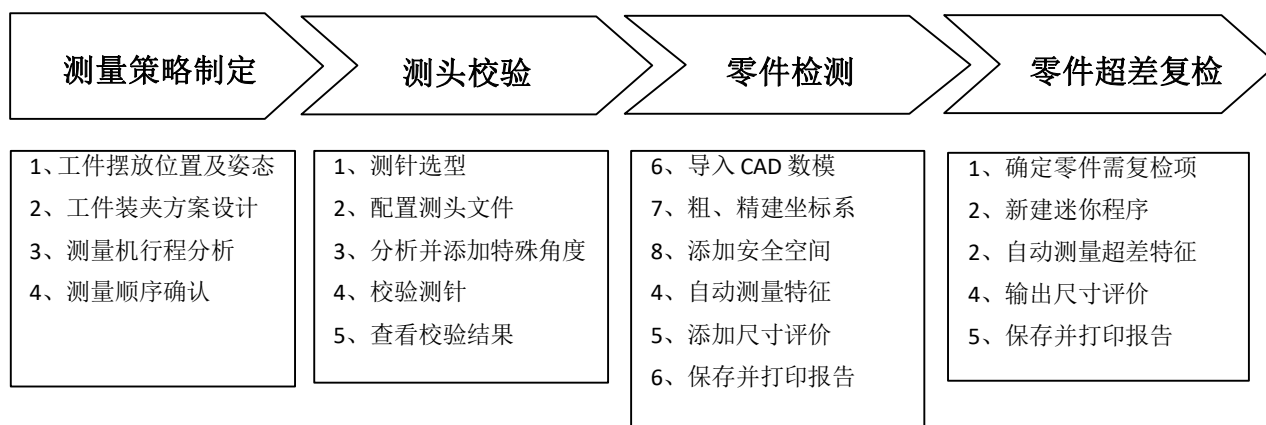 测量策略制定
测头校验
零件检测
零件超差复检
1、工件摆放位置及姿态
2、工件装夹方案设计
3、测量机行程分析
4、测量顺序确认
1、测针选型
2、配置测头文件
3、分析并添加特殊角度
4、校验测针
5、查看校验结果
6、导入 CAD 数模
7、粗、精建坐标系
8、添加安全空间
4、自动测量特征
5、添加尺寸评价
6、保存并打印报告
1、确定零件需复检项
2、新建迷你程序
2、自动测量超差特征
4、输出尺寸评价
5、保存并打印报告